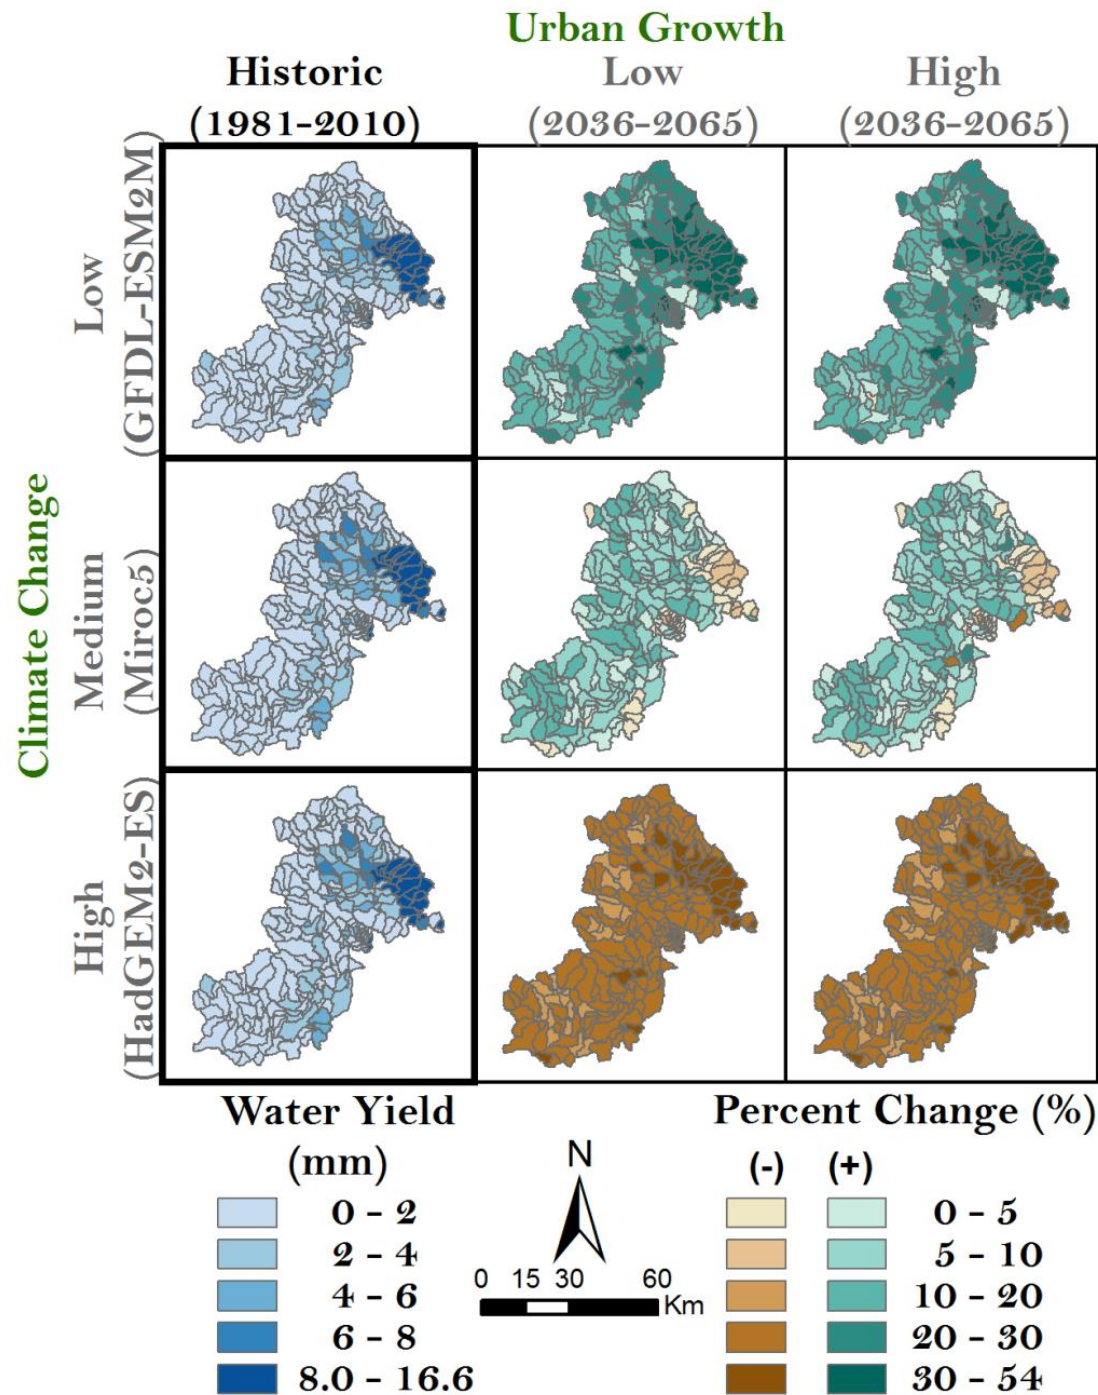 Urban Growth
Historic
(1981-2010)
Low
(2036-2065)
High
(2036-2065)
Climate Change
Low
(GFDL-ESM2M)
Medium
(Miroc5)
High
(HadGEM2-ES)
Water Yield
(mm)
0 - 2
2 - 4
4 - 6
6 - 8
8.0 - 16.6
N
0 15 30 60
Km
Percent Change (%)
(-) (+)
0 - 5
5 - 10
10 - 20
20 - 30
30 - 54